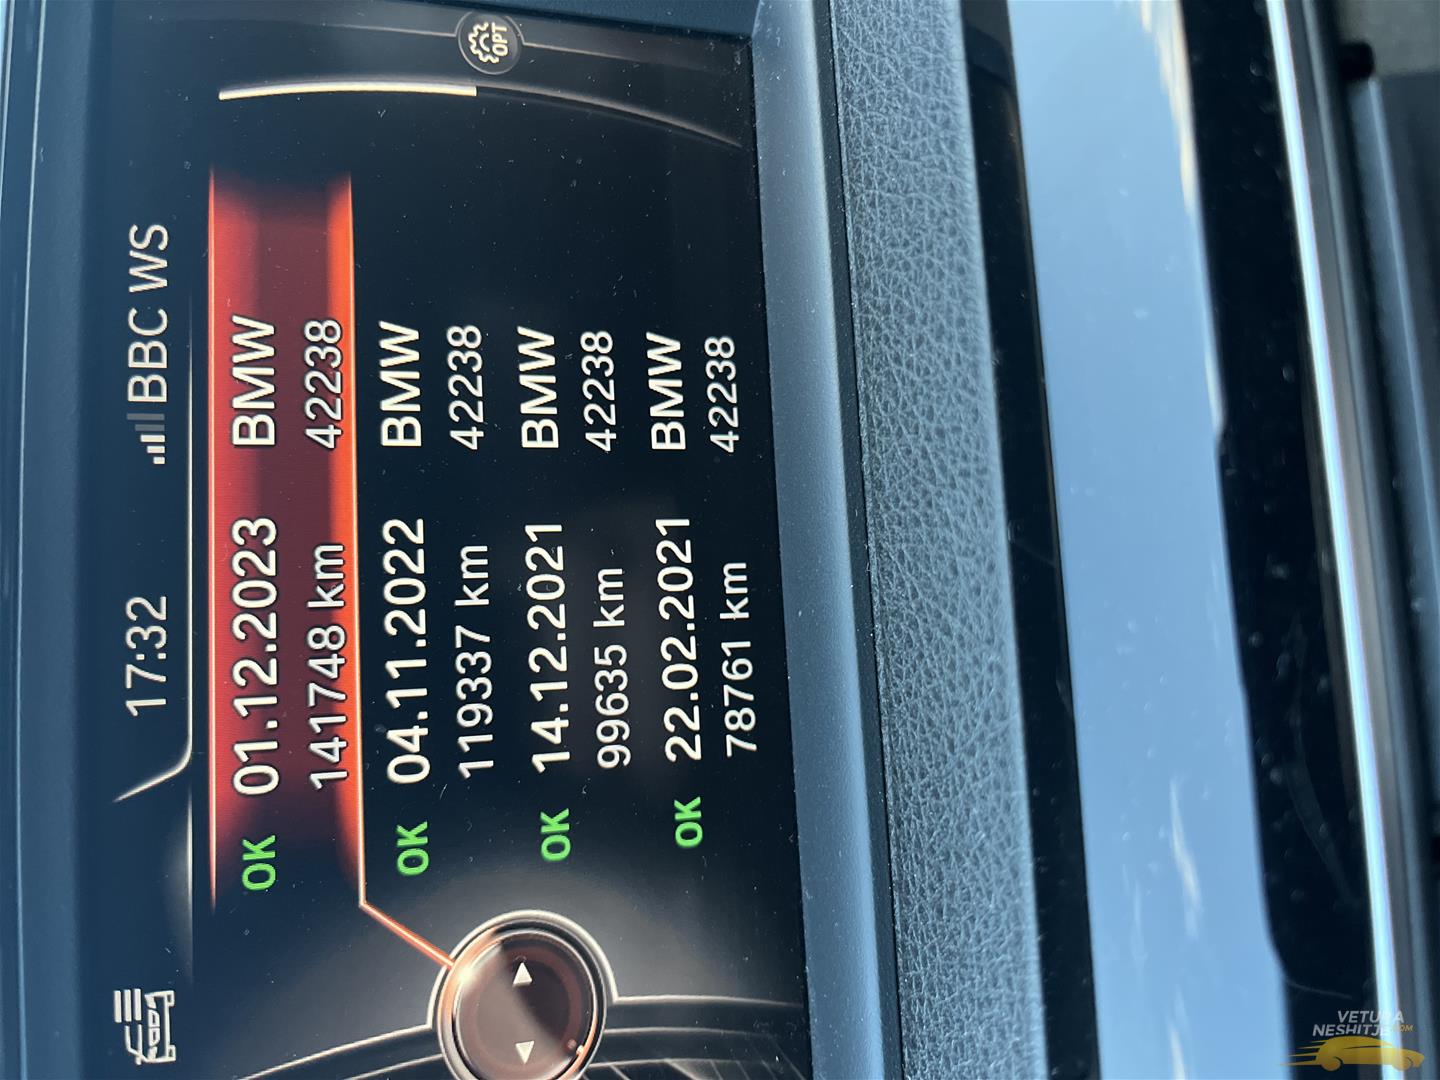 17:32 BBC WS
OPT
OK 01.12.2023 BMW
141748 km 42238
OK 04.11.2022 BMW
119337 km 42238
OK 14.12.2021 BMW
99635 km 42238
OK 22.02.2021 BMW
78761 km 42238
VETURA
NESHITJE.COM